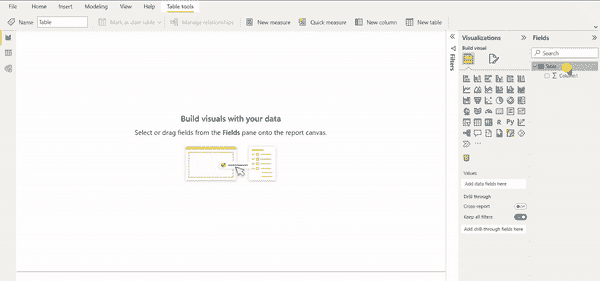 File Home Insert Modeling View Help Table tools
Name Table Mark as date table Manage relationships New measure Quick measure New column New table
Visualizations
Fields
Build visual
Search
Filters
Table
Build visuals with your data
Select or drag fields from the Fields pane onto the report canvas.
Values
Add data fields here
Drill through
Cross-report
Off
Keep all filters
Add drill-through fields here